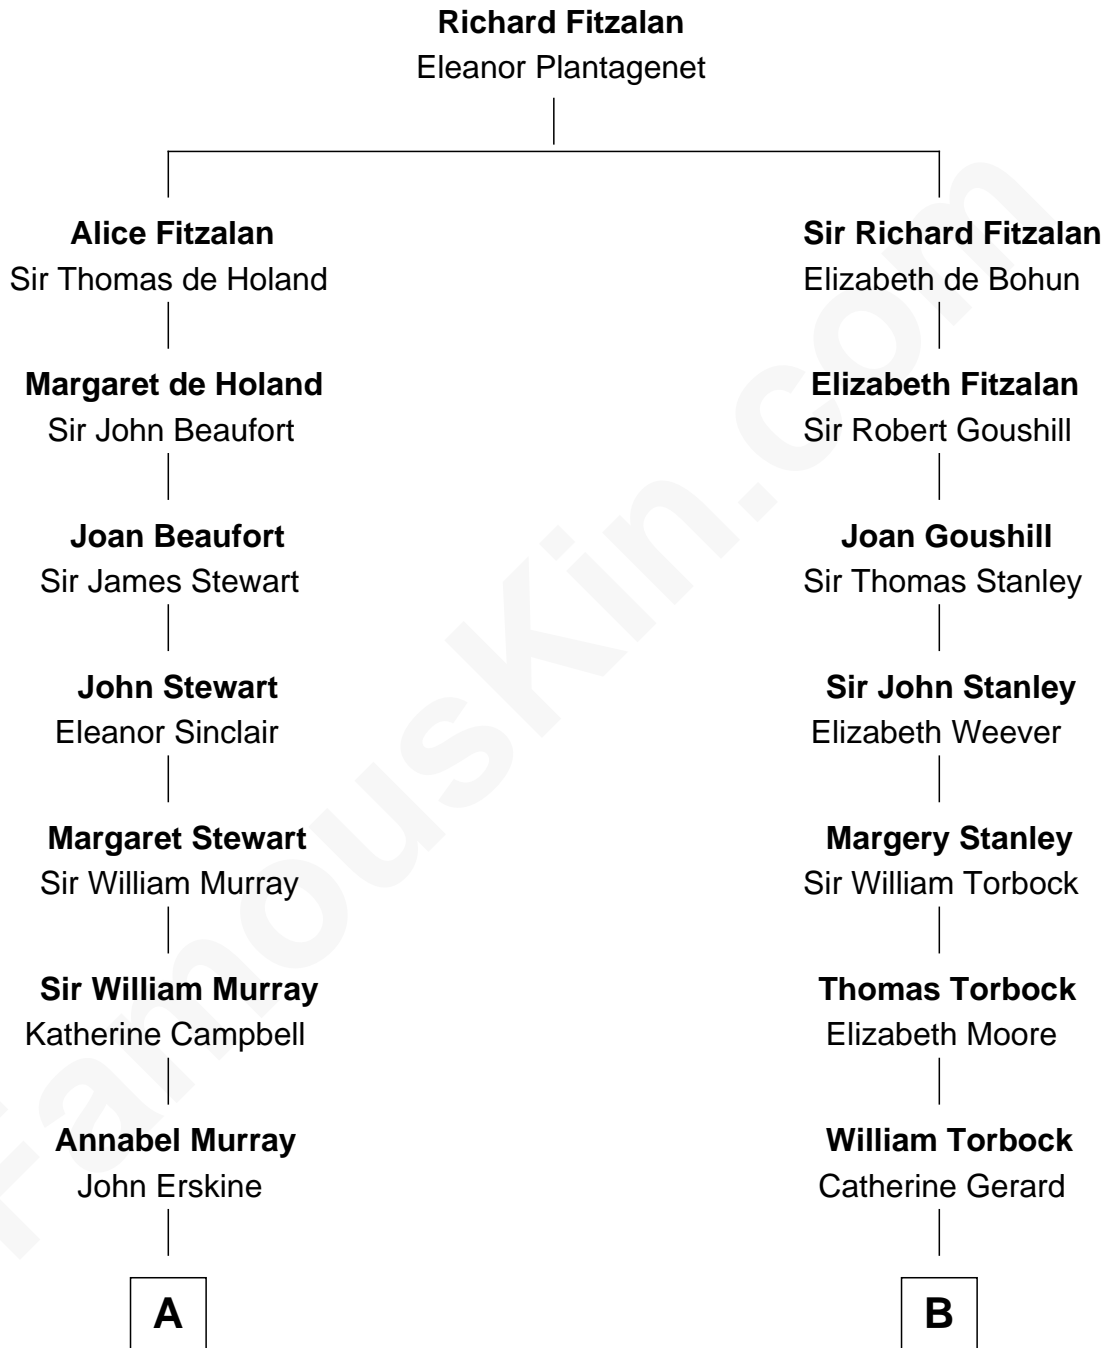 Richard Fitzalan
Eleanor Plantagenet
Alice Fitzalan
Sir Thomas de Holand
Sir Richard Fitzalan
Elizabeth de Bohun
Margaret de Holand
Sir John Beaufort
Elizabeth Fitzalan
Sir Robert Goushill
Joan Beaufort
Sir James Stewart
Joan Goushill
Sir Thomas Stanley
John Stewart
Eleanor Sinclair
Sir John Stanley
Elizabeth Weever
Margaret Stewart
Sir William Murray
Margery Stanley
Sir William Torbock
Sir William Murray
Katherine Campbell
Thomas Torbock
Elizabeth Moore
Annabel Murray
John Erskine
William Torbock
Catherine Gerard
A
B
FamousKin.com